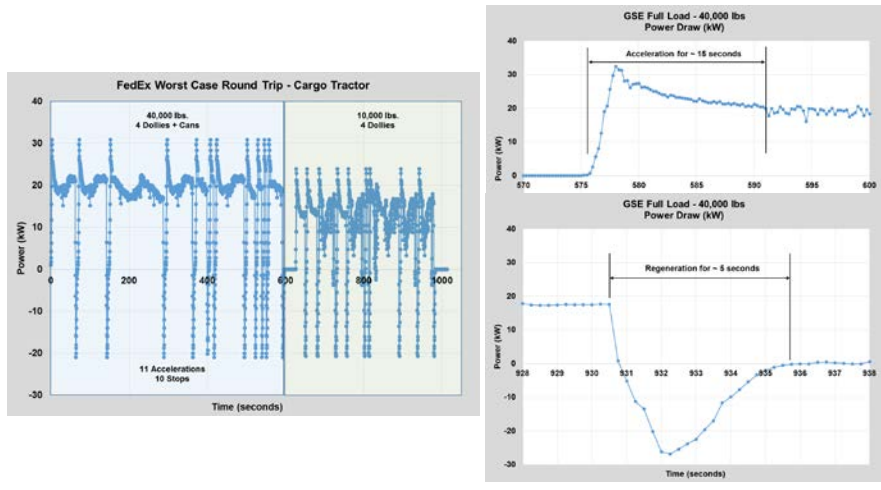 FedEx Worst Case Round Trip - Cargo Tractor
40,000 lbs.
4 Dollies + Cans
10,000 lbs.
4 Dollies
40
30
20
10
0
-10
-20
-30
Power (kW)
0
200
400
600
800
1000
11 Accelerations
10 Stops
Time (seconds)
GSE Full Load - 40,000 lbs
Power Draw (kW)
40
30
20
10
0
Power (kW)
Acceleration for ~ 15 seconds
570
575
580
585
590
595
600
GSE Full Load - 40,000 lbs
Power Draw (kW)
40
30
20
10
0
-10
-20
-30
Power (kW)
Regeneration for ~ 5 seconds
928
929
930
931
932
933
934
935
936
937
938
Time (seconds)